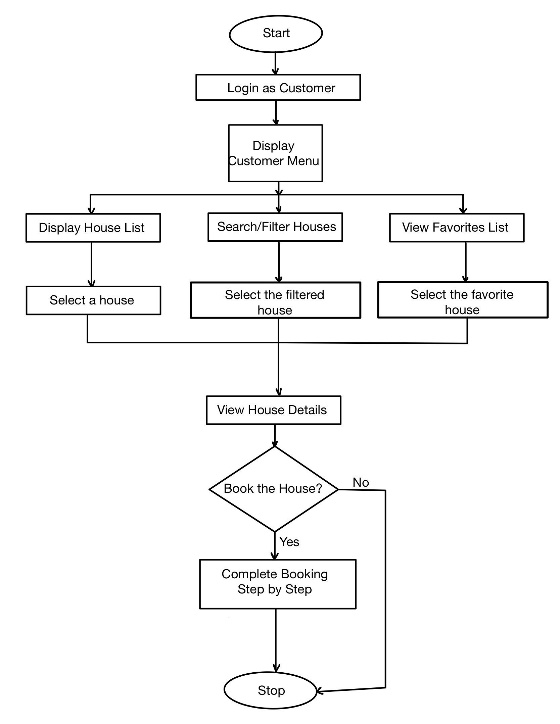 Start
Login as Customer
Display
Customer Menu
Display House List
Search/Filter Houses
View Favorites List
Select a house
Select the filtered
house
Select the favorite
house
View House Details
Book the House?
No
Yes
Complete Booking
Step by Step
Stop